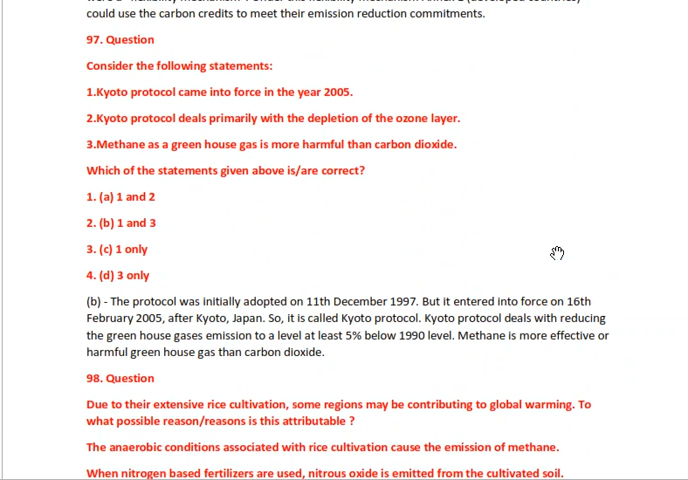 could use the carbon credits to meet their emission reduction commitments.
97. Question
Consider the following statements:
1.Kyoto protocol came into force in the year 2005.
2.Kyoto protocol deals primarily with the depletion of the ozone layer.
3.Methane as a green house gas is more harmful than carbon dioxide.
Which of the statements given above is/are correct?
1. (a) 1 and 2
2. (b) 1 and 3
3. (c) 1 only
4. (d) 3 only
(b) - The protocol was initially adopted on 11th December 1997. But it entered into force on 16th
February 2005, after Kyoto, Japan. So, it is called Kyoto protocol. Kyoto protocol deals with reducing
the green house gases emission to a level at least 5% below 1990 level. Methane is more effective or
harmful green house gas than carbon dioxide.
98. Question
Due to their extensive rice cultivation, some regions may be contributing to global warming. To
what possible reason/reasons is this attributable ?
The anaerobic conditions associated with rice cultivation cause the emission of methane.
When nitrogen based fertilizers are used, nitrous oxide is emitted from the cultivated soil.